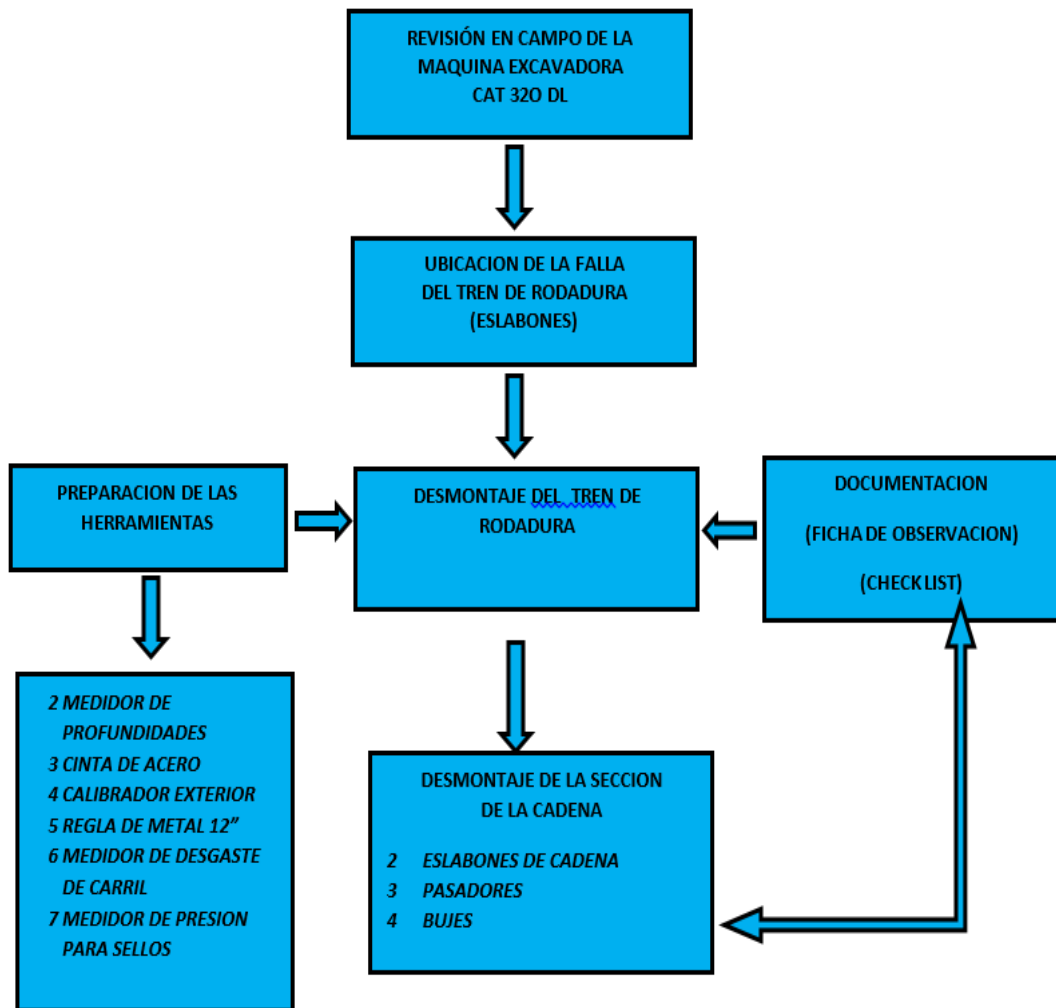 REVISIÓN EN CAMPO DE LA
MAQUINA EXCAVADORA
CAT 32O DL
UBICACION DE LA FALLA
DEL TREN DE RODADURA
(ESLABONES)
PREPARACION DE LAS
HERRAMIENTAS
DESMONTAJE DEL TREN DE
RODADURA
DOCUMENTACION
(FICHA DE OBSERVACION)
(CHECK LIST)
2 MEDIDOR DE
PROFUNDIDADES
3 CINTA DE ACERO
4 CALIBRADOR EXTERIOR
5 REGLA DE METAL 12”
6 MEDIDOR DE DESGASTE
DE CARRIL
7 MEDIDOR DE PRESION
PARA SELLOS
DESMONTAJE DE LA SECCION
DE LA CADENA
2 ESLABONES DE CADENA
3 PASADORES
4 BUJES